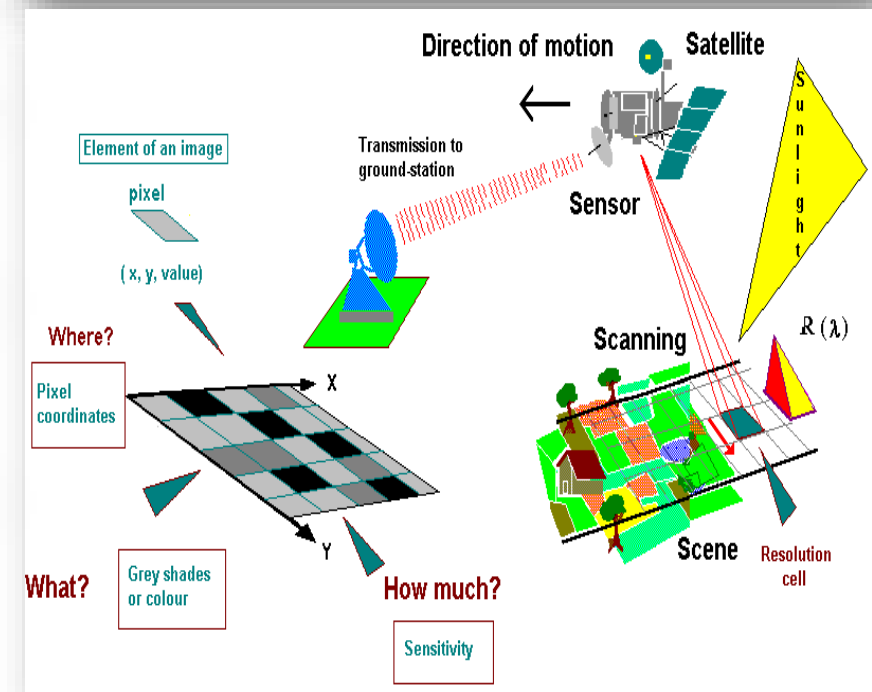 Direction of motion
Satellite
Sunlight
Element of an image
Transmission to
ground-station
pixel
Sensor
( x, y, value)
R (λ)
Where?
Scanning
X
Pixel
coordinates
Y
Scene
Resolution
cell
What?
Grey shades
or colour
How much?
Sensitivity